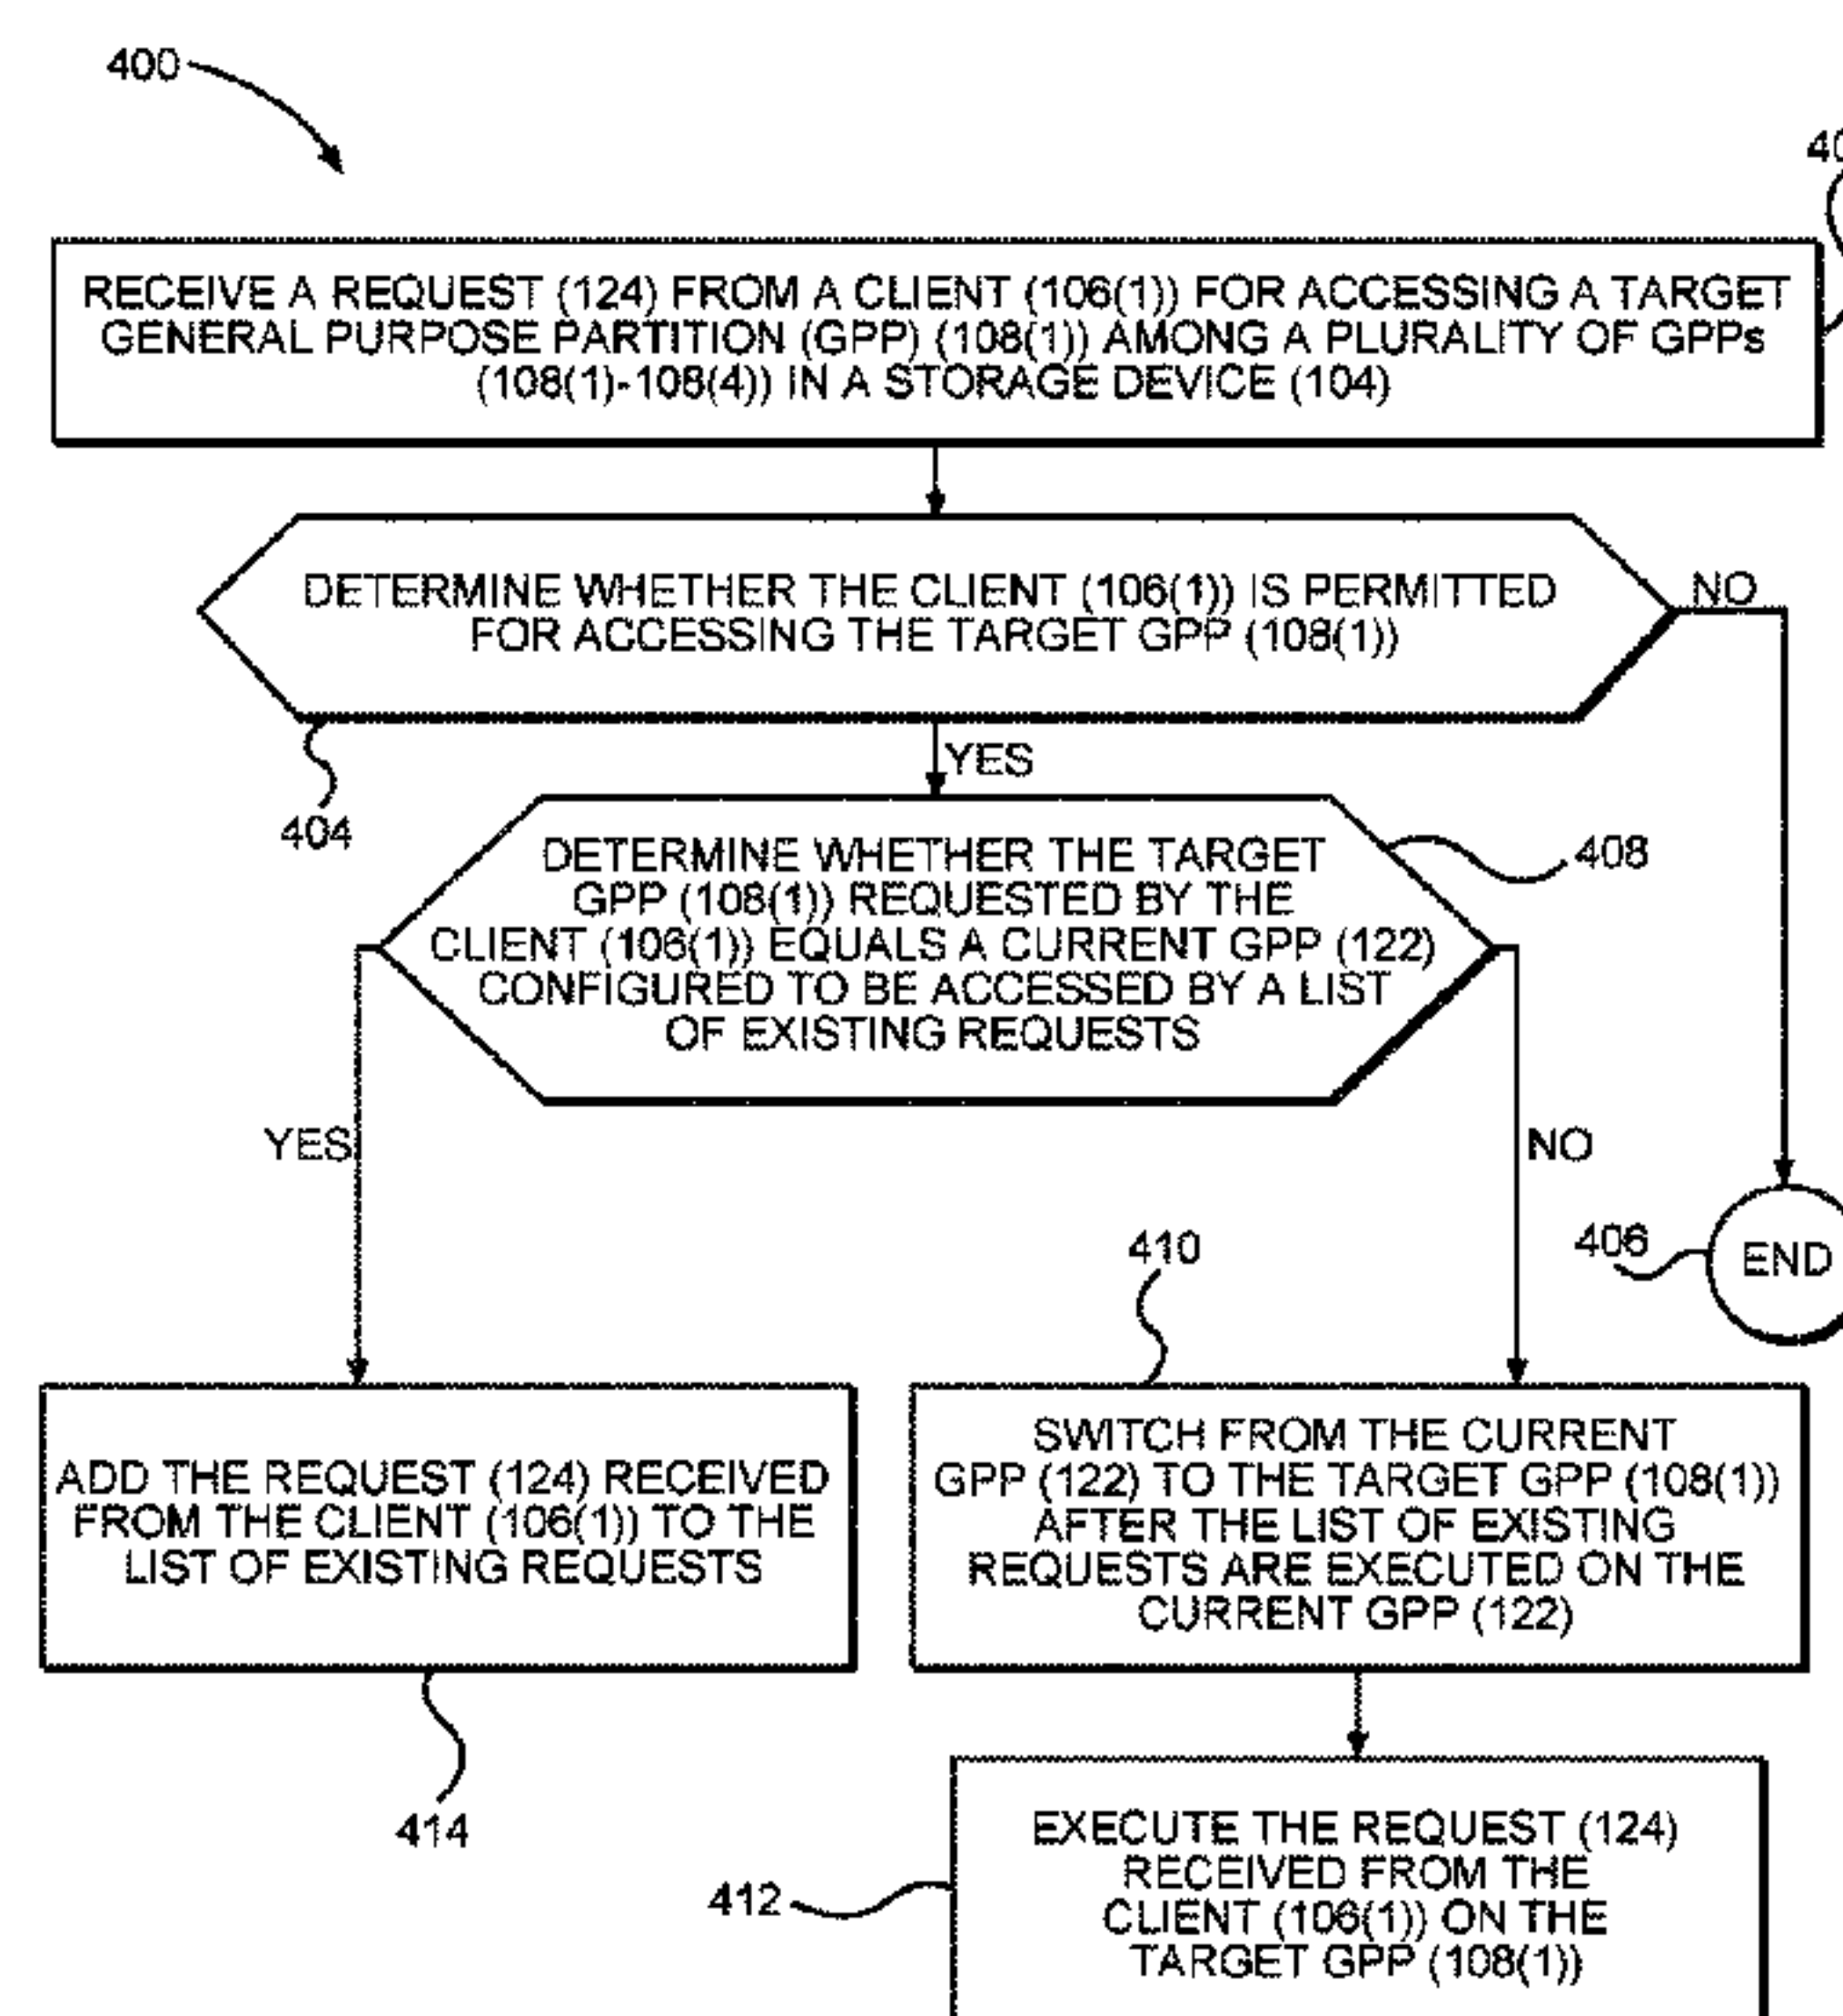 400
40
RECEIVE A REQUEST (124) FROM A CLIENT (106(1)) FOR ACCESSING A TARGET
GENERAL PURPOSE PARTITION (GPP) (108(1)) AMONG A PLURALITY OF GPPs
(108(1)-108(4)) IN A STORAGE DEVICE (104)
DETERMINE WHETHER THE CLIENT (106(1)) IS PERMITTED
FOR ACCESSING THE TARGET GPP (108(1))
NO
YES
404
DETERMINE WHETHER THE TARGET
GPP (108(1)) REQUESTED BY THE
CLIENT (106(1)) EQUALS A CURRENT GPP (122)
CONFIGURED TO BE ACCESSED BY A LIST
OF EXISTING REQUESTS
408
YES
NO
410
406
END
ADD THE REQUEST (124) RECEIVED
FROM THE CLIENT (106(1)) TO THE
LIST OF EXISTING REQUESTS
SWITCH FROM THE CURRENT
GPP (122) TO THE TARGET GPP (108(1))
AFTER THE LIST OF EXISTING
REQUESTS ARE EXECUTED ON THE
CURRENT GPP (122)
414
412
EXECUTE THE REQUEST (124)
RECEIVED FROM THE
CLIENT (106(1)) ON THE
TARGET GPP (108(1))